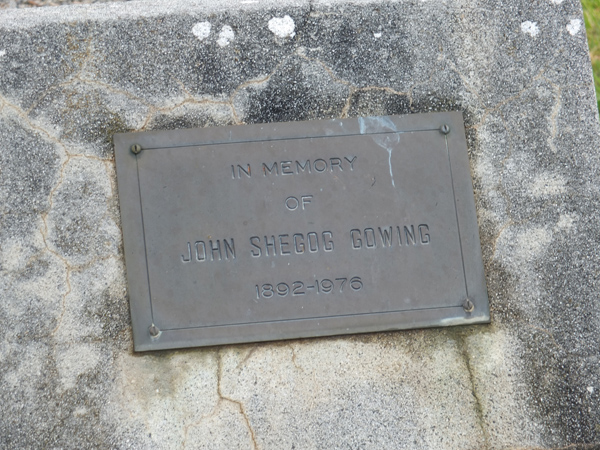 IN MEMORY
OF
JOHN SHEGOG GOWING
1892-1976